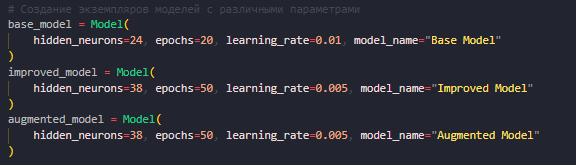 # Создание экземпляров моделей с различными параметрами
base_model = Model(
    hidden_neurons=24, epochs=20, learning_rate=0.01, model_name="Base Model"
)
improved_model = Model(
    hidden_neurons=38, epochs=50, learning_rate=0.005, model_name="Improved Model"
)
augmented_model = Model(
    hidden_neurons=38, epochs=50, learning_rate=0.005, model_name="Augmented Model"
)